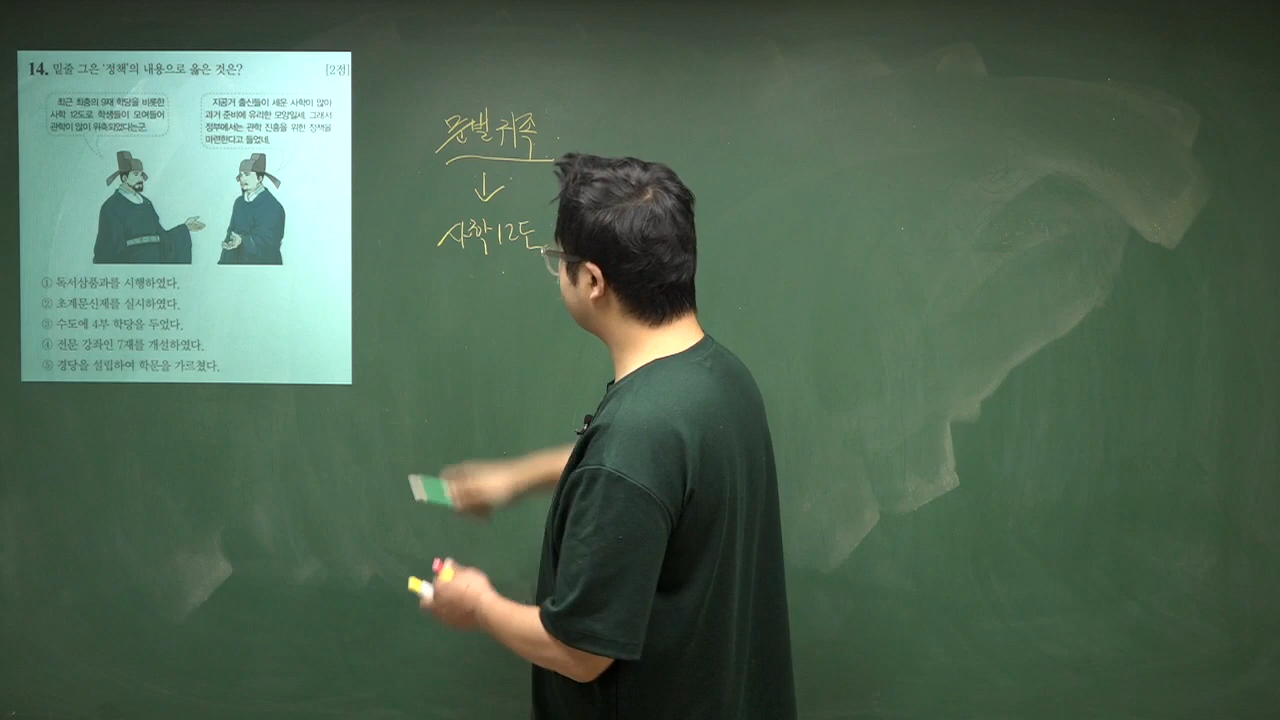 14. 밑줄 그은 '정책'의 내용으로 옳은 것은? [2점]
최근 최충의 9재 학당을 비롯한
사학 12도로 학생들이 모여들어
관학이 많이 위축되었다는군.
지공거 출신들이 세운 사학이 많아
과거 준비에 유리한 모양일세. 그래서
정부에서는 관학 진흥을 위한 정책을
마련한다고 들었네.
① 독서삼품과를 시행하였다.
② 초계문신제를 실시하였다.
③ 수도에 4부 학당을 두었다.
④ 전문 강좌인 7재를 개설하였다.
⑤ 경당을 설립하여 학문을 가르쳤다.
문벌 귀족
↓
사학 12도